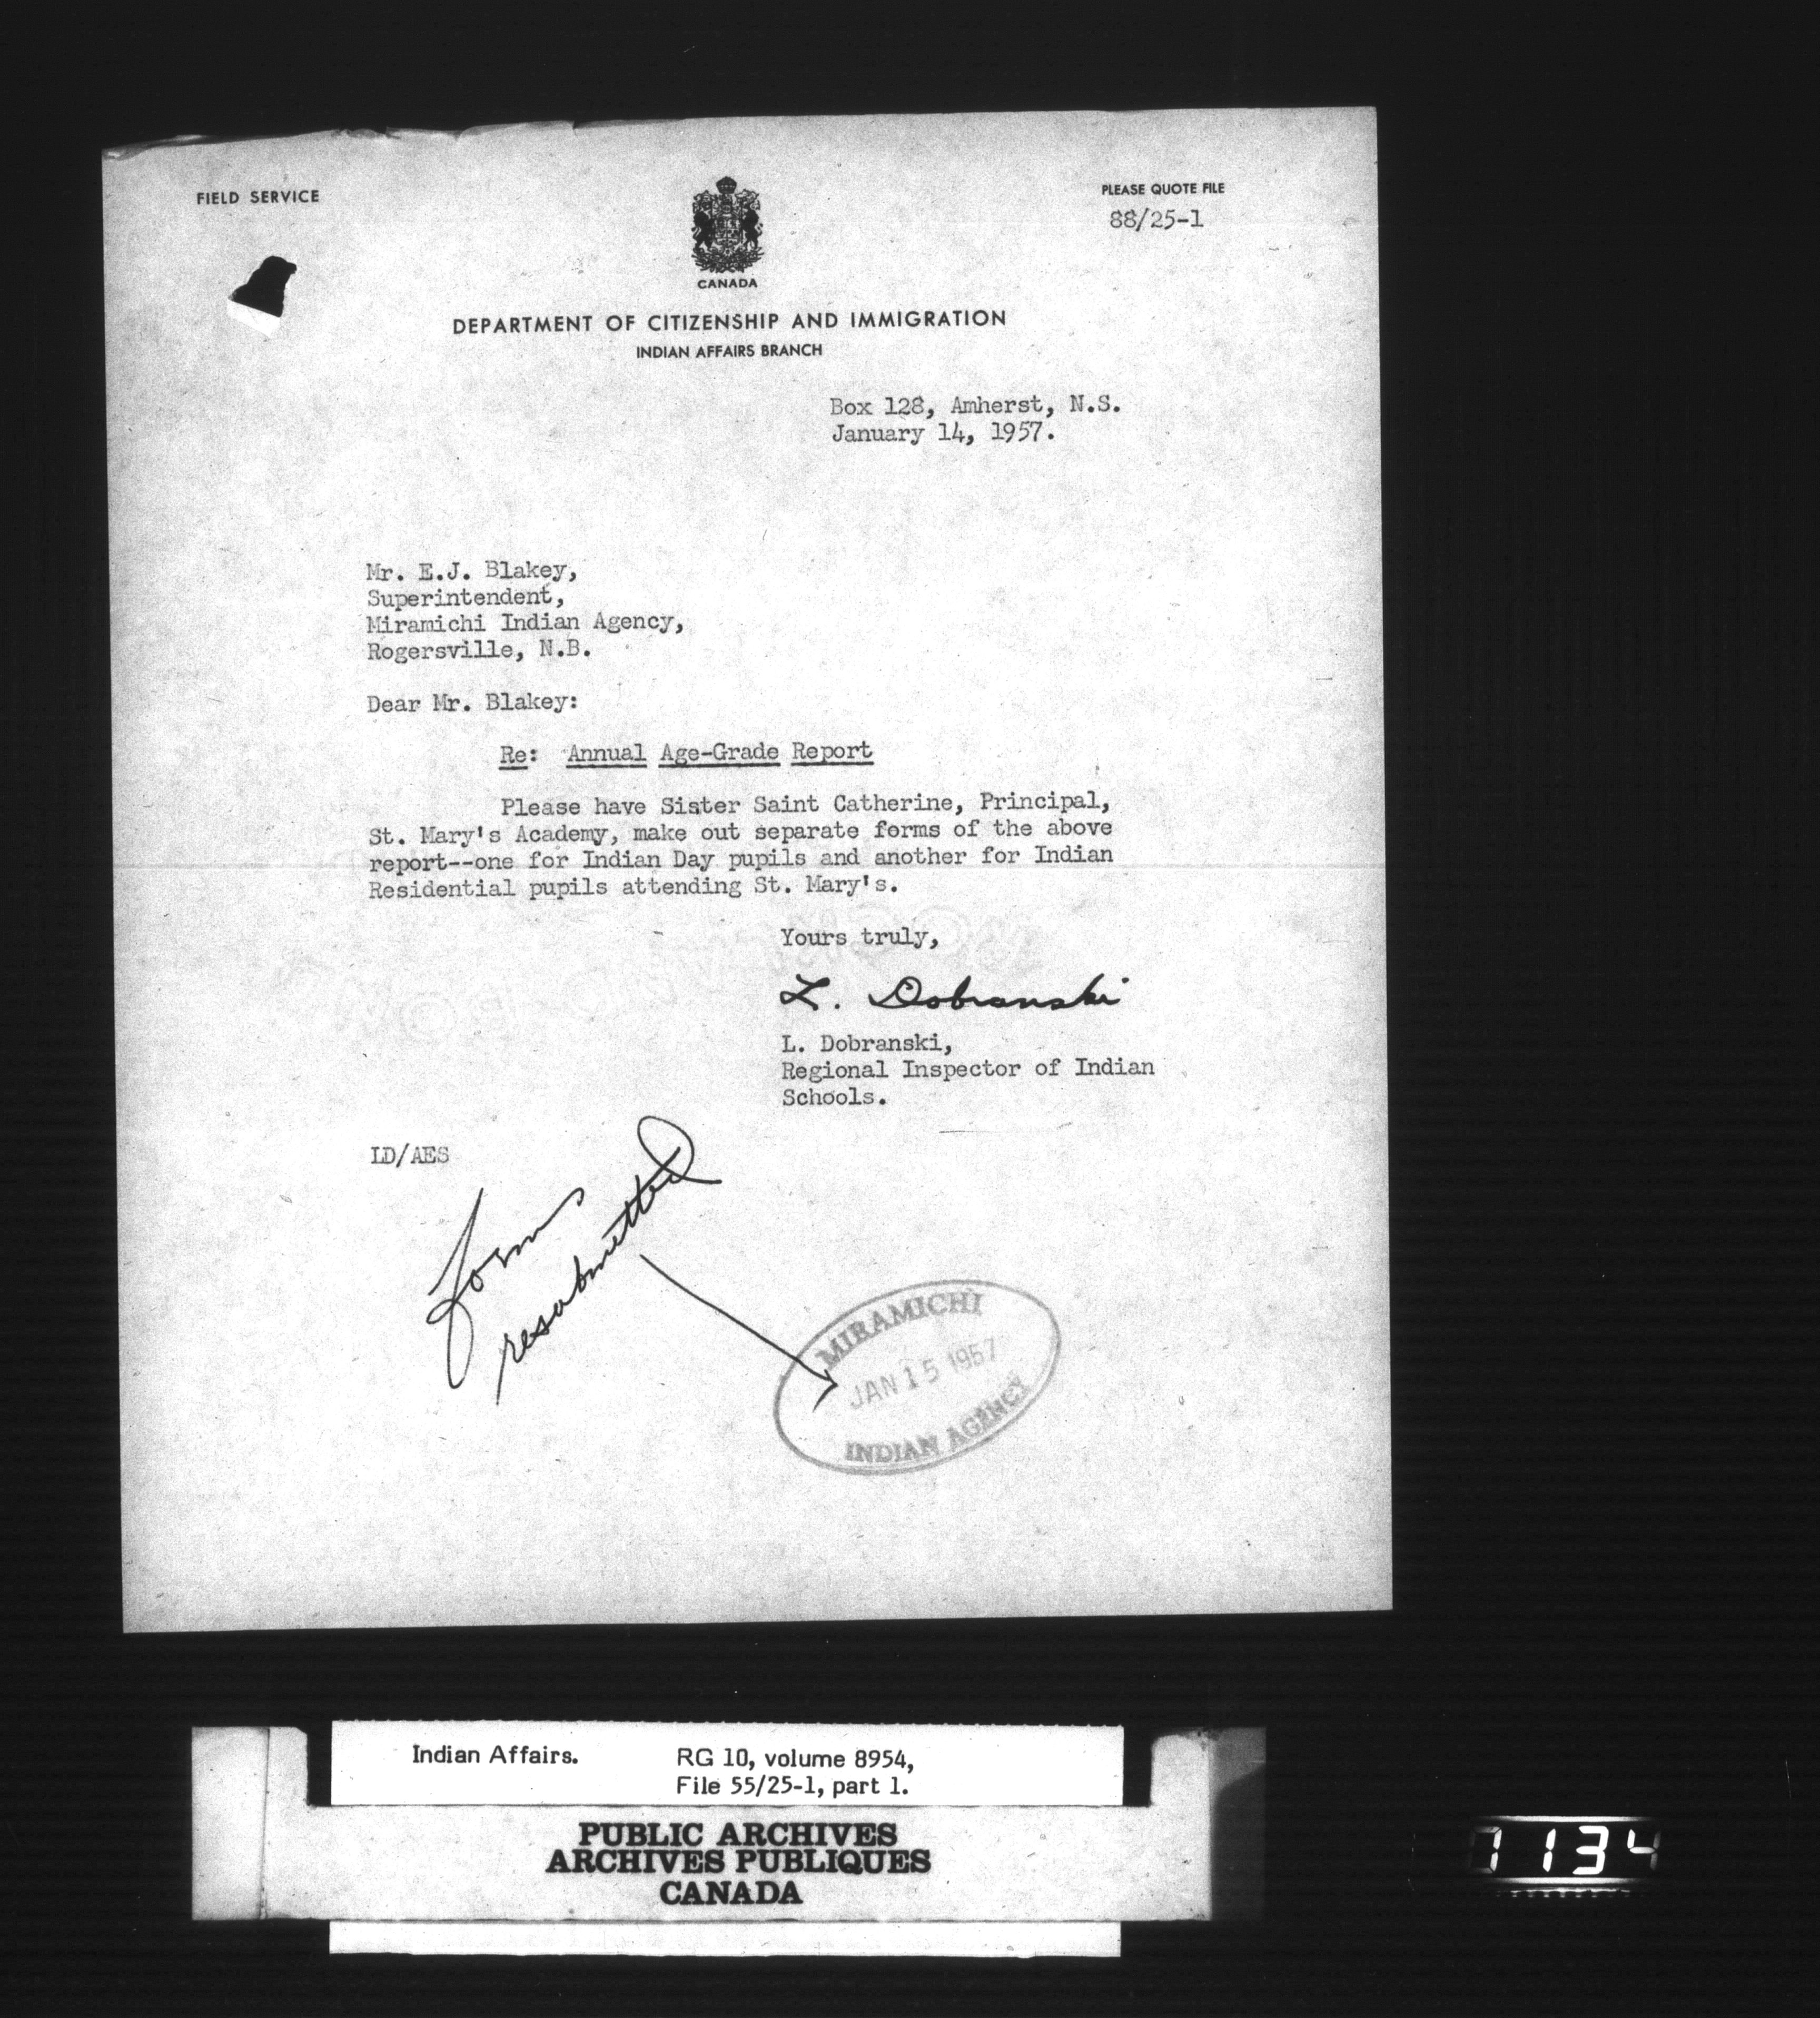 FIELD SERVICE
PLEASE QUOTE FILE
88/25-1
CANADA
DEPARTMENT OF CITIZENSHIP AND IMMIGRATION
INDIAN AFFAIRS BRANCH
Box 128, Amherst, N.S.
January 14, 1957.
Mr. E.J. Blakey,
Superintendent,
Miramichi Indian Agency,
Rogersville, N.B.
Dear Mr. Blakey:
Re: Annual Age-Grade Report
Please have Sister Saint Catherine, Principal,
St. Mary's Academy, make out separate forms of the above
report--one for Indian Day pupils and another for Indian
Residential pupils attending St. Mary's.
Yours truly,
L. Dobranski
L. Dobranski,
Regional Inspector of Indian
Schools.
LD/AES
forms
resubmitted
MIRAMICHI
JAN 15 1957
INDIAN AGENCY
Indian Affairs. RG 10, volume 8954,
File 55/25-1, part 1.
PUBLIC ARCHIVES
ARCHIVES PUBLIQUES
CANADA
1134